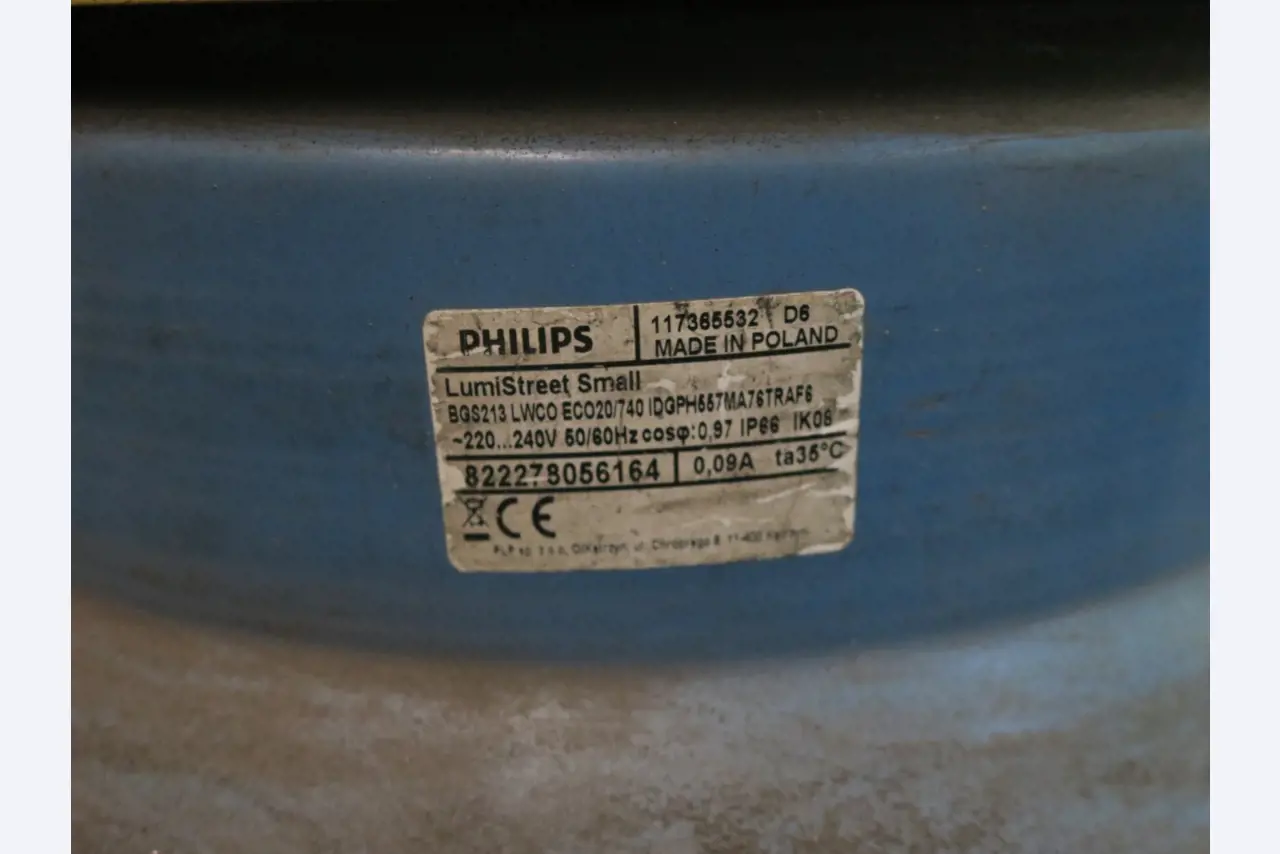 PHILIPS
117365532 D6
MADE IN POLAND
LumiStreet Small
BGS213 LWCO ECO20/740 IDGPH557MA76TRAF6
~220...240V 50/60Hz cosφ:0,97 IP66 IK06
822278056164
0,09A ta35°C
CE